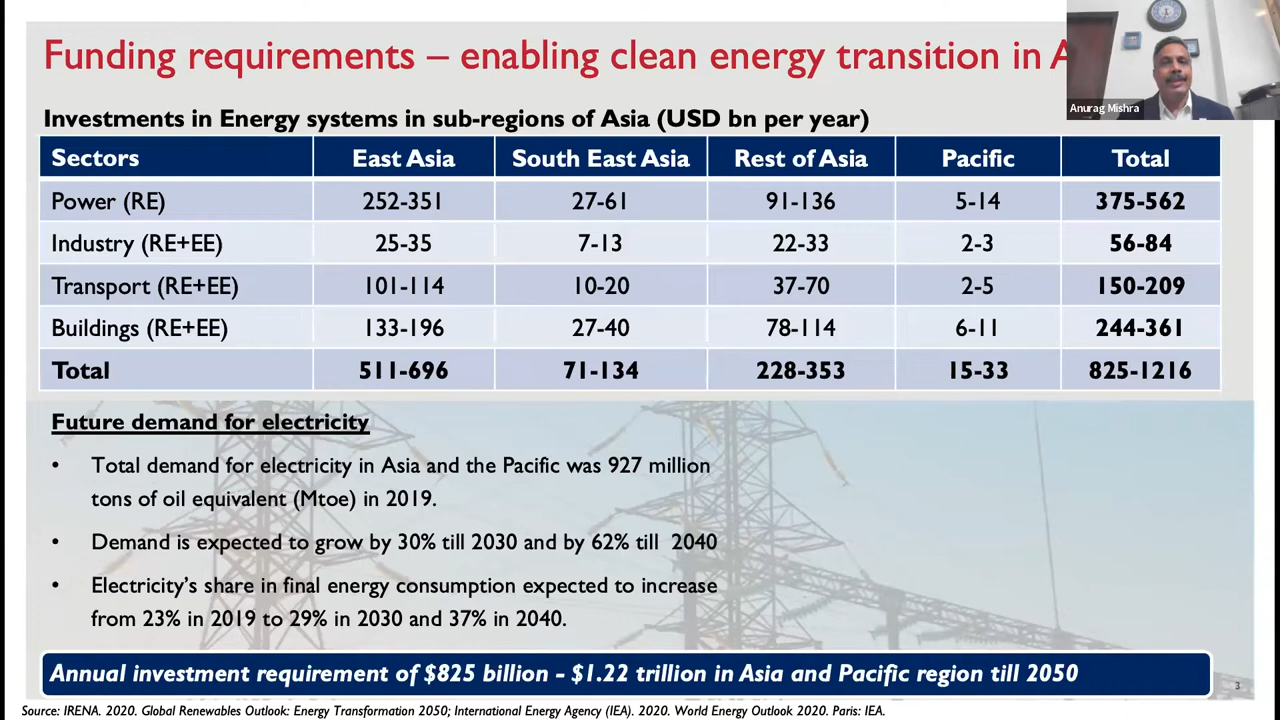 Funding requirements – enabling clean energy transition in A
Anurag Mishra
Investments in Energy systems in sub-regions of Asia (USD bn per year)
Sectors East Asia South East Asia Rest of Asia Pacific Total
Power (RE) 252-351 27-61 91-136 5-14 375-562
Industry (RE+EE) 25-35 7-13 22-33 2-3 56-84
Transport (RE+EE) 101-114 10-20 37-70 2-5 150-209
Buildings (RE+EE) 133-196 27-40 78-114 6-11 244-361
Total 511-696 71-134 228-353 15-33 825-1216
Future demand for electricity
• Total demand for electricity in Asia and the Pacific was 927 million
tons of oil equivalent (Mtoe) in 2019.
• Demand is expected to grow by 30% till 2030 and by 62% till 2040
• Electricity’s share in final energy consumption expected to increase
from 23% in 2019 to 29% in 2030 and 37% in 2040.
Annual investment requirement of $825 billion - $1.22 trillion in Asia and Pacific region till 2050
3
Source: IRENA. 2020. Global Renewables Outlook: Energy Transformation 2050; International Energy Agency (IEA). 2020. World Energy Outlook 2020. Paris: IEA.